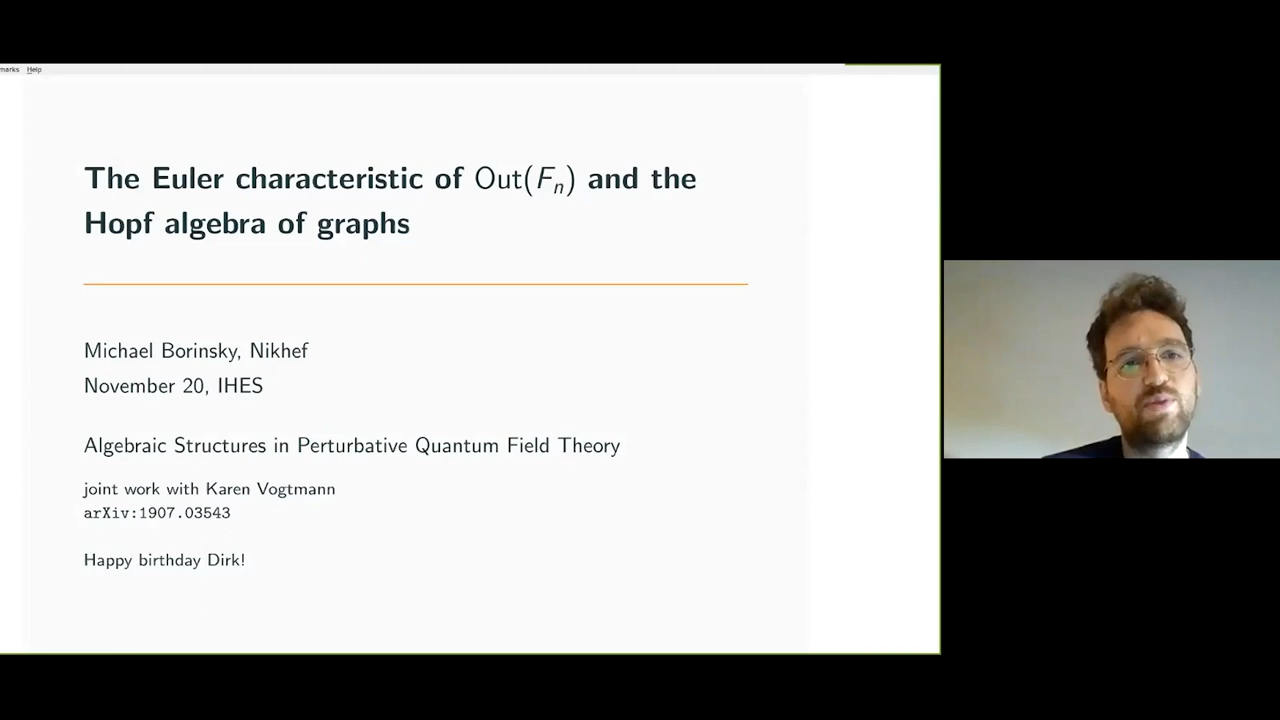 marks Help
The Euler characteristic of Out(Fₙ) and the
Hopf algebra of graphs
Michael Borinsky, Nikhef
November 20, IHES
Algebraic Structures in Perturbative Quantum Field Theory
joint work with Karen Vogtmann
arXiv:1907.03543
Happy birthday Dirk!